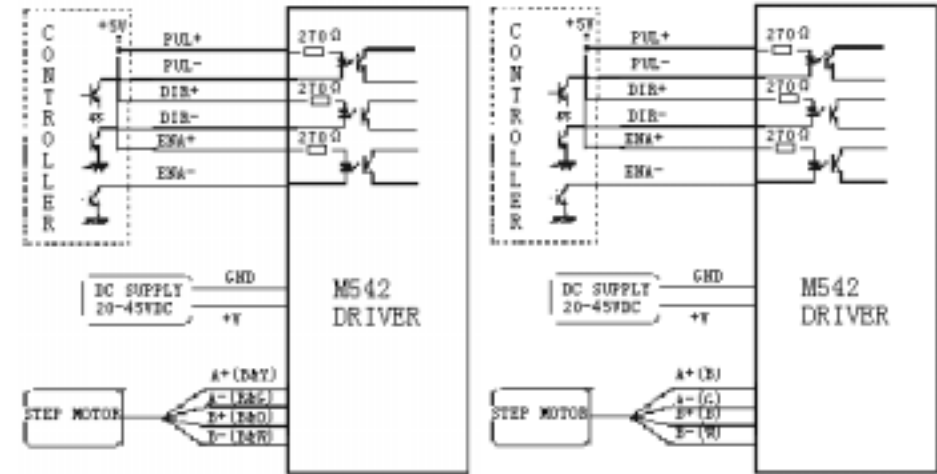 CONTROLLER
+5V
PUL+
270Ω
PUL-
DIR+
270Ω
DIR-
ENA+
270Ω
ENA-
DC SUPPLY
20-45VDC
GND
+V
M542
DRIVER
STEP MOTOR
A+(B&Y)
A-(R&G)
B+(B&O)
B-(B&W)
CONTROLLER
+5V
PUL+
270Ω
PUL-
DIR+
270Ω
DIR-
ENA+
270Ω
ENA-
DC SUPPLY
20-45VDC
GND
+V
M542
DRIVER
STEP MOTOR
A-(G)
B-(W)